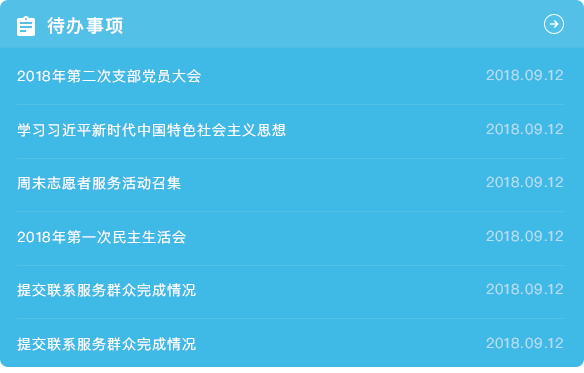 待办事项
2018年第二次支部党员大会 2018.09.12
学习习近平新时代中国特色社会主义思想 2018.09.12
周末志愿者服务活动召集 2018.09.12
2018年第一次民主生活会 2018.09.12
提交联系服务群众完成情况 2018.09.12
提交联系服务群众完成情况 2018.09.12